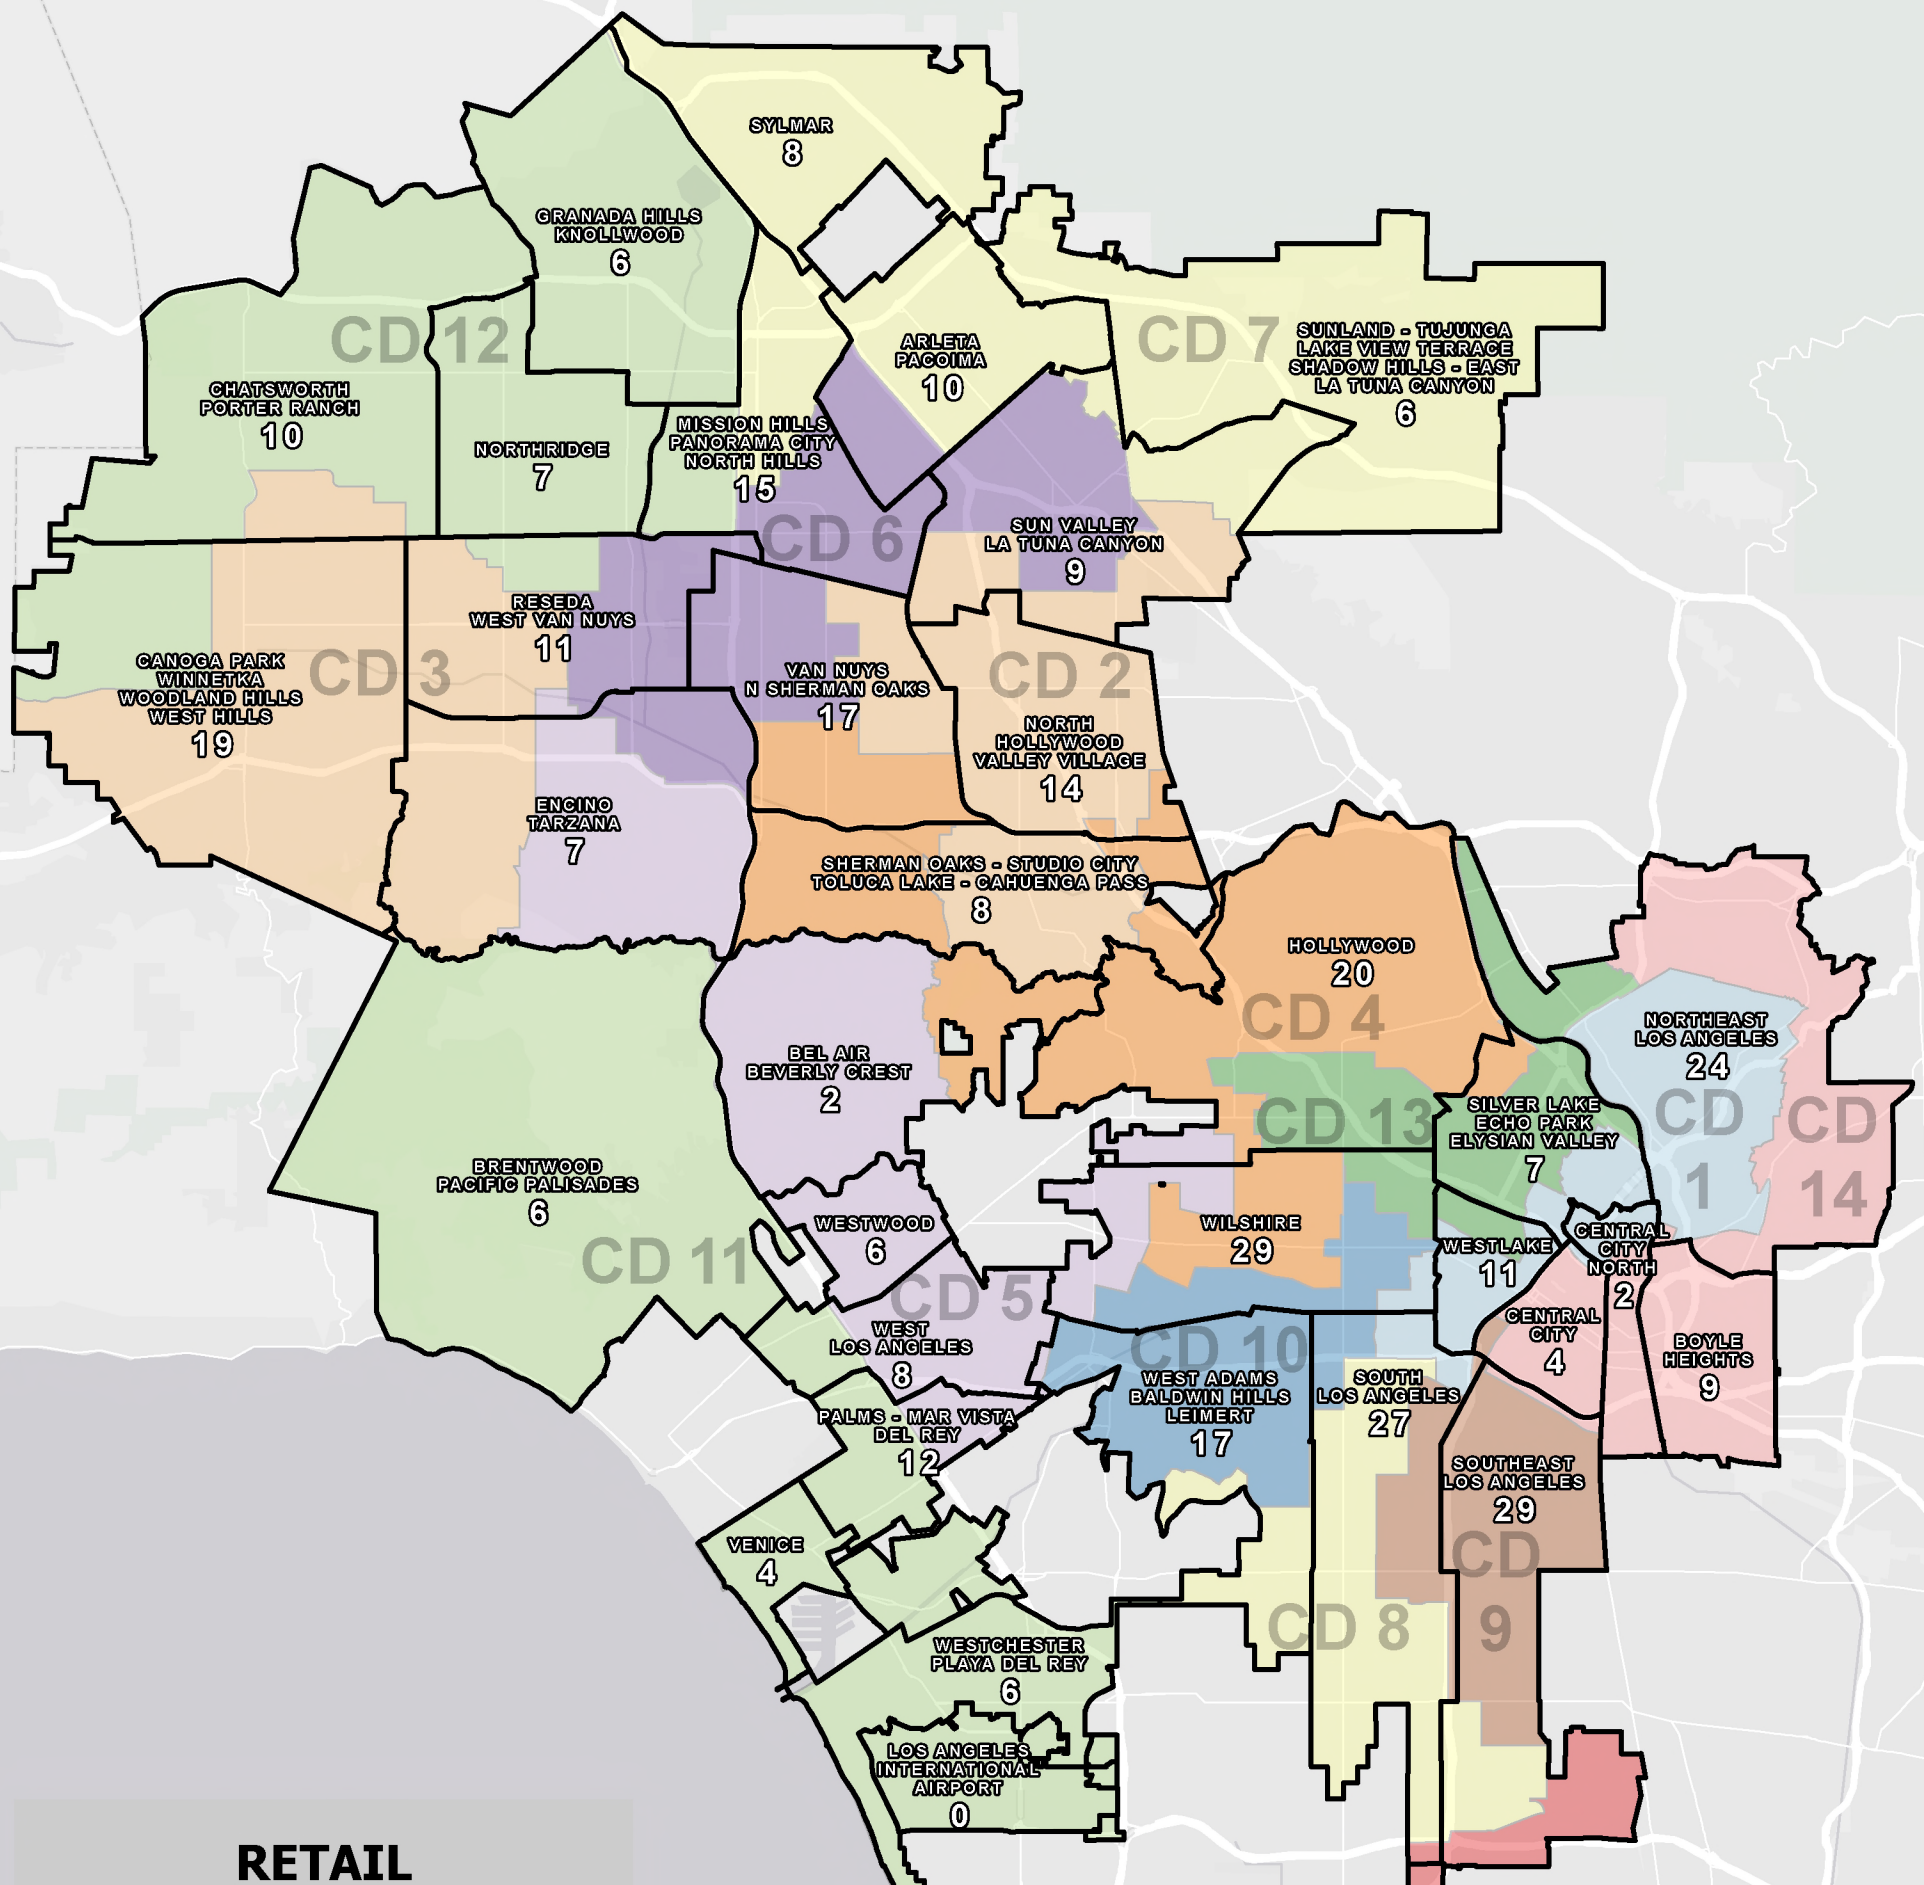 SYLMAR
8
GRANADA HILLS
KNOLLWOOD
6
CD 12
CD 7
SUNLAND - TUJUNGA
LAKE VIEW TERRACE
SHADOW HILLS - EAST
LA TUNA CANYON
6
ARLETA
PACOIMA
10
CHATSWORTH
PORTER RANCH
10
NORTHRIDGE
7
MISSION HILLS
PANORAMA CITY
NORTH HILLS
15
CD 6
SUN VALLEY
LA TUNA CANYON
9
RESEDA
WEST VAN NUYS
11
CANOGA PARK
WINNETKA
WOODLAND HILLS
WEST HILLS
19
CD 3
VAN NUYS
N SHERMAN OAKS
17
CD 2
NORTH
HOLLYWOOD
VALLEY VILLAGE
14
ENCINO
TARZANA
7
SHERMAN OAKS - STUDIO CITY
TOLUCA LAKE - CAHUENGA PASS
8
HOLLYWOOD
20
CD 4
NORTHEAST
LOS ANGELES
24
CD
1
CD
14
BEL AIR
BEVERLY CREST
2
CD 13
SILVER LAKE
ECHO PARK
ELYSIAN VALLEY
7
BRENTWOOD
PACIFIC PALISADES
6
CD 11
WESTWOOD
6
WILSHIRE
29
WESTLAKE
11
CENTRAL
CITY
NORTH
2
CD 5
WEST
LOS ANGELES
8
CD 10
WEST ADAMS
BALDWIN HILLS
LEIMERT
17
SOUTH
LOS ANGELES
27
CENTRAL
CITY
4
BOYLE
HEIGHTS
9
PALMS - MAR VISTA
DEL REY
12
SOUTHEAST
LOS ANGELES
29
CD
9
VENICE
4
CD 8
WESTCHESTER
PLAYA DEL REY
6
LOS ANGELES
INTERNATIONAL
AIRPORT
0
RETAIL